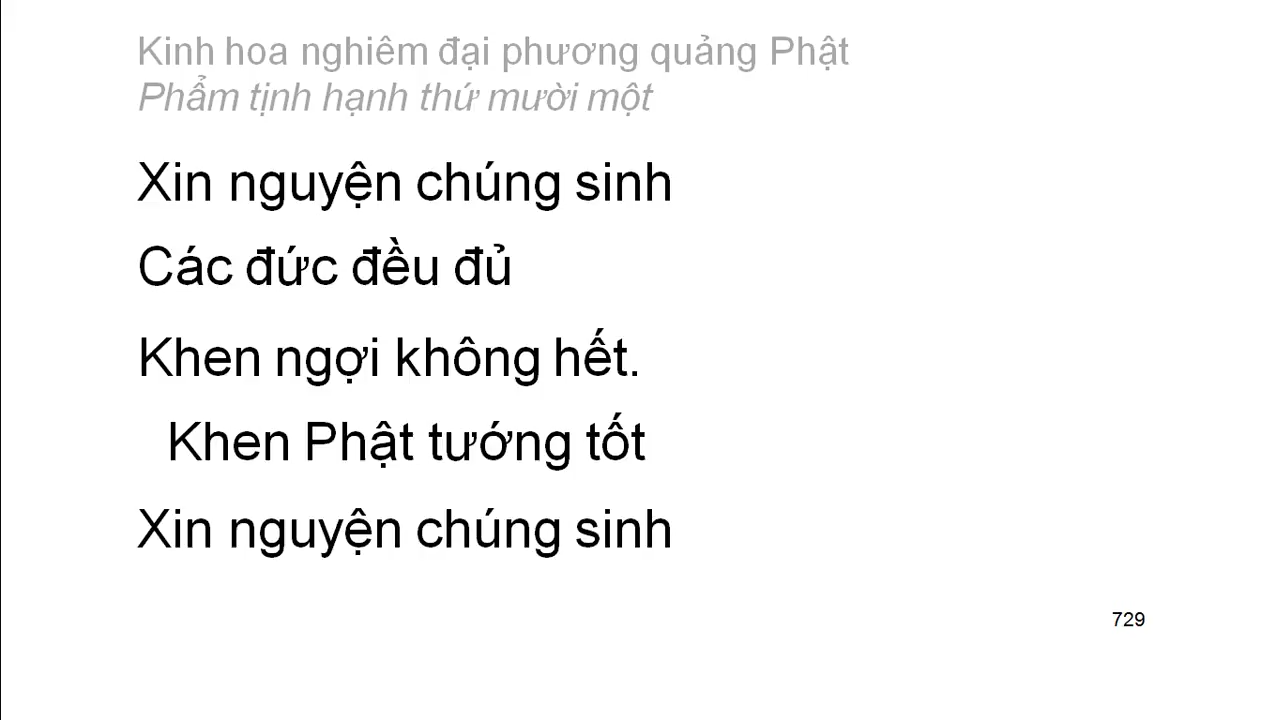 Kinh hoa nghiêm đại phương quảng Phật
Phẩm tịnh hạnh thứ mười một
Xin nguyện chúng sinh
Các đức đều đủ
Khen ngợi không hết.
Khen Phật tướng tốt
Xin nguyện chúng sinh
729